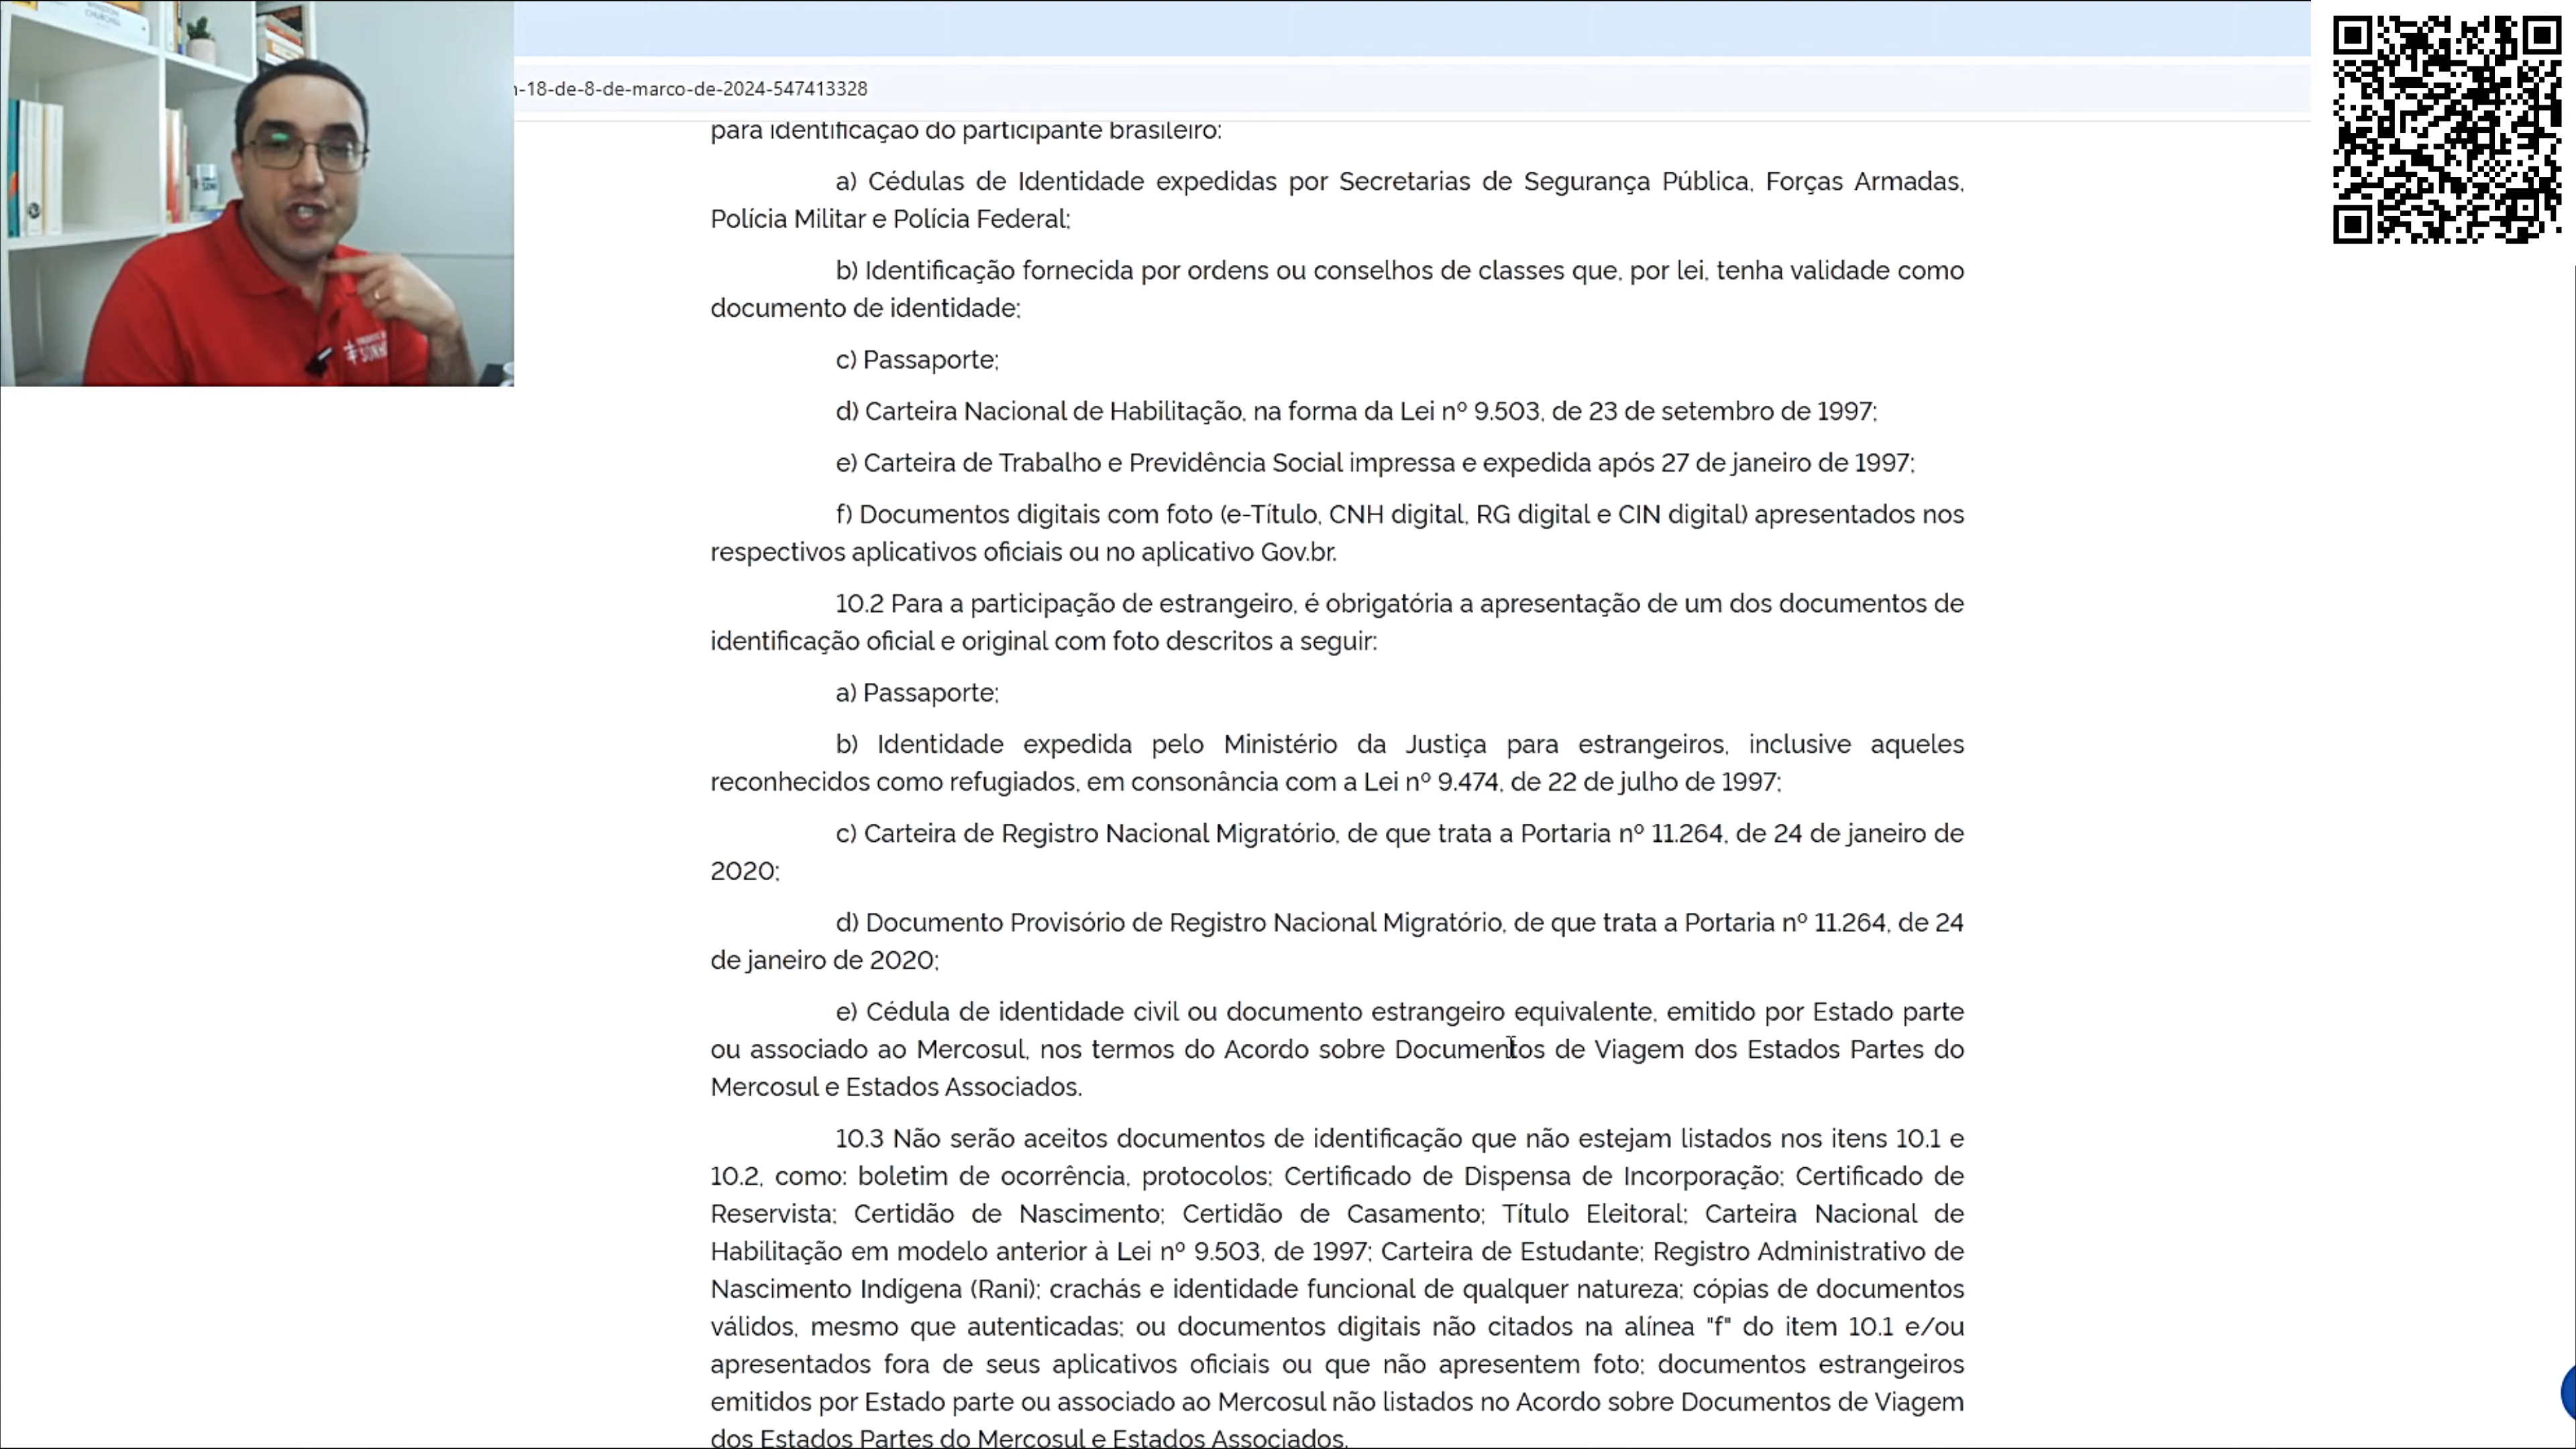 WINSTON
CHURCHILL
SONHO
n-18-de-8-de-marco-de-2024-547413328
para identificação do participante brasileiro:
a) Cédulas de Identidade expedidas por Secretarias de Segurança Pública, Forças Armadas,
Polícia Militar e Polícia Federal;
b) Identificação fornecida por ordens ou conselhos de classes que, por lei, tenha validade como
documento de identidade;
c) Passaporte;
d) Carteira Nacional de Habilitação, na forma da Lei nº 9.503, de 23 de setembro de 1997;
e) Carteira de Trabalho e Previdência Social impressa e expedida após 27 de janeiro de 1997;
f) Documentos digitais com foto (e-Título, CNH digital, RG digital e CIN digital) apresentados nos
respectivos aplicativos oficiais ou no aplicativo Gov.br.
10.2 Para a participação de estrangeiro, é obrigatória a apresentação de um dos documentos de
identificação oficial e original com foto descritos a seguir:
a) Passaporte;
b) Identidade expedida pelo Ministério da Justiça para estrangeiros, inclusive aqueles
reconhecidos como refugiados, em consonância com a Lei nº 9.474, de 22 de julho de 1997;
c) Carteira de Registro Nacional Migratório, de que trata a Portaria nº 11.264, de 24 de janeiro de
2020;
d) Documento Provisório de Registro Nacional Migratório, de que trata a Portaria nº 11.264, de 24
de janeiro de 2020;
e) Cédula de identidade civil ou documento estrangeiro equivalente, emitido por Estado parte
ou associado ao Mercosul, nos termos do Acordo sobre Documentos de Viagem dos Estados Partes do
Mercosul e Estados Associados.
10.3 Não serão aceitos documentos de identificação que não estejam listados nos itens 10.1 e
10.2, como: boletim de ocorrência, protocolos; Certificado de Dispensa de Incorporação; Certificado de
Reservista; Certidão de Nascimento; Certidão de Casamento; Título Eleitoral; Carteira Nacional de
Habilitação em modelo anterior à Lei nº 9.503, de 1997; Carteira de Estudante; Registro Administrativo de
Nascimento Indígena (Rani); crachás e identidade funcional de qualquer natureza; cópias de documentos
válidos, mesmo que autenticadas; ou documentos digitais não citados na alínea "f" do item 10.1 e/ou
apresentados fora de seus aplicativos oficiais ou que não apresentem foto; documentos estrangeiros
emitidos por Estado parte ou associado ao Mercosul não listados no Acordo sobre Documentos de Viagem
dos Estados Partes do Mercosul e Estados Associados.